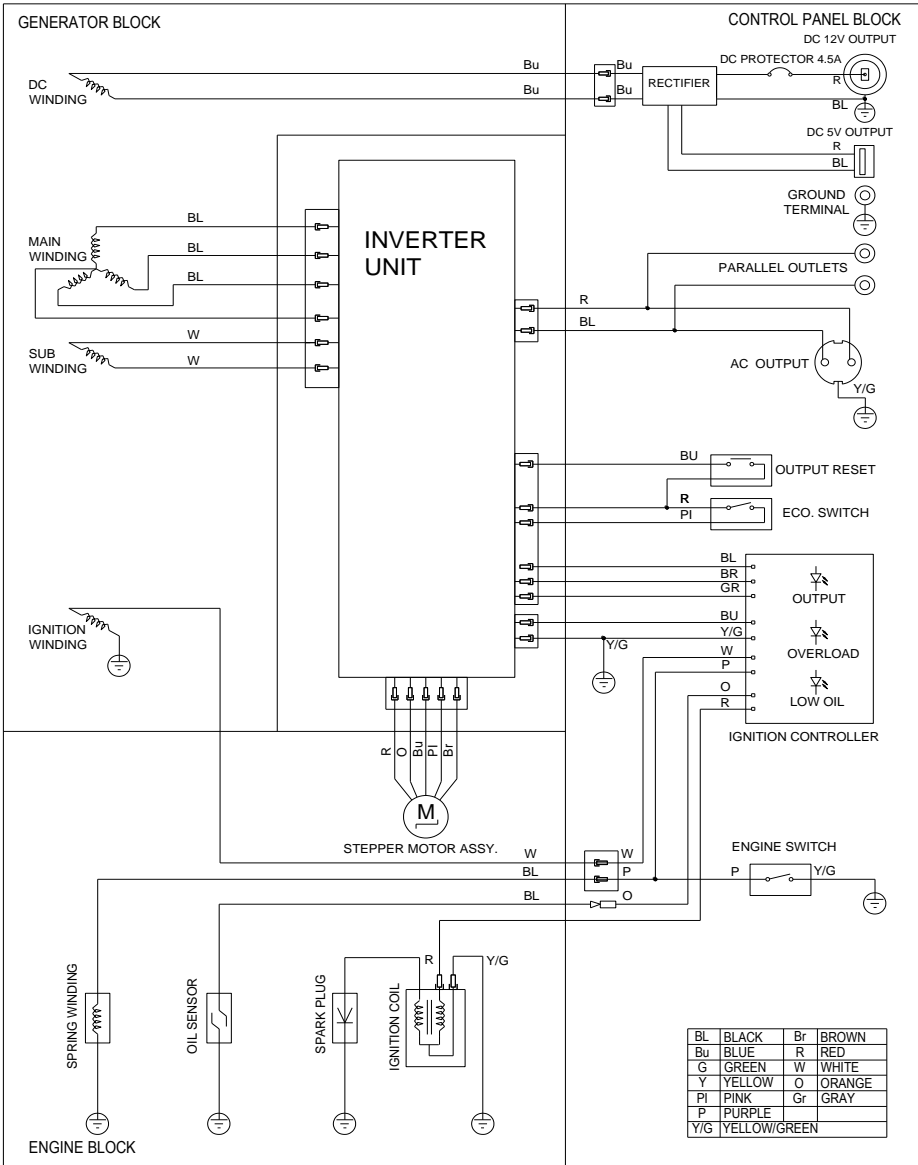 GENERATOR BLOCK
CONTROL PANEL BLOCK
DC 12V OUTPUT
DC PROTECTOR 4.5A
Bu
Bu
RECTIFIER
R
DC
WINDING
Bu
Bu
BL
DC 5V OUTPUT
R
BL
GROUND
TERMINAL
INVERTER
UNIT
BL
MAIN
WINDING
BL
BL
PARALLEL OUTLETS
R
BL
W
SUB
WINDING
W
AC OUTPUT
Y/G
BU
OUTPUT RESET
R
PI
ECO. SWITCH
BL
BR
GR
OUTPUT
BU
Y/G
Y/G
OVERLOAD
W
P
O
LOW OIL
R
IGNITION CONTROLLER
IGNITION
WINDING
R
O
Bu
PI
Br
M
STEPPER MOTOR ASSY.
ENGINE SWITCH
W
W
BL
P
P
Y/G
BL
O
R
Y/G
SPRING WINDING
OIL SENSOR
SPARK PLUG
IGNITION COIL
BL BLACK Br BROWN
Bu BLUE R RED
G GREEN W WHITE
Y YELLOW O ORANGE
PI PINK Gr GRAY
P PURPLE
Y/G YELLOW/GREEN
ENGINE BLOCK